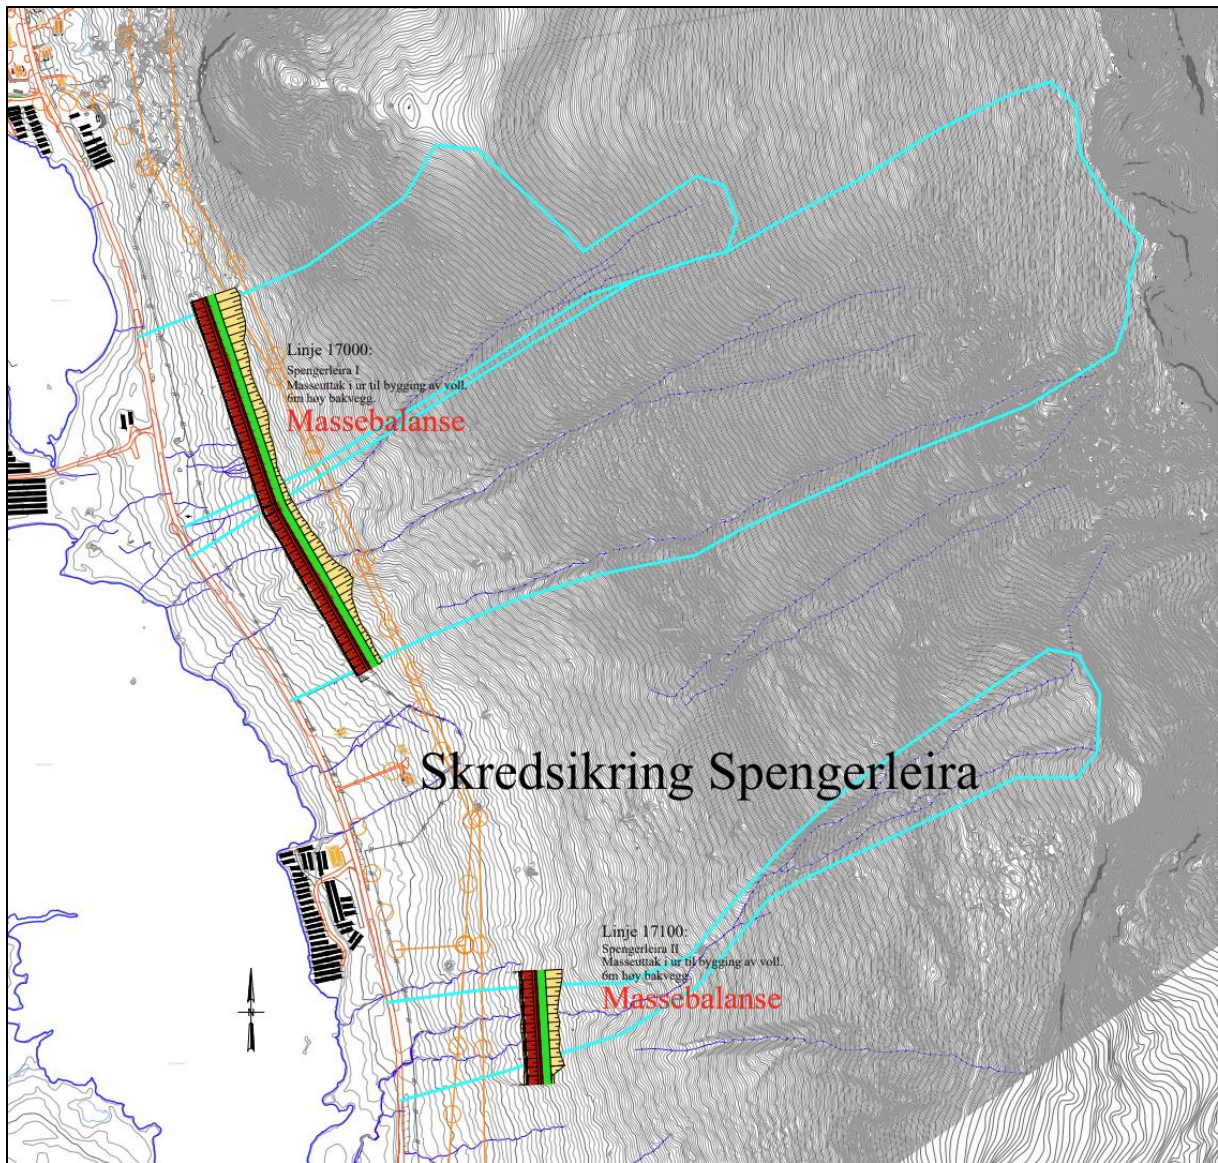 Linje 17000:
Spengerleira I
Masseuttak i ur til bygging av voll.
6m høy bakvegg.
Massebalanse
Skredsikring Spengerleira
Linje 17100:
Spengerleira II
Masseuttak i ur til bygging av voll.
6m høy bakvegg.
Massebalanse